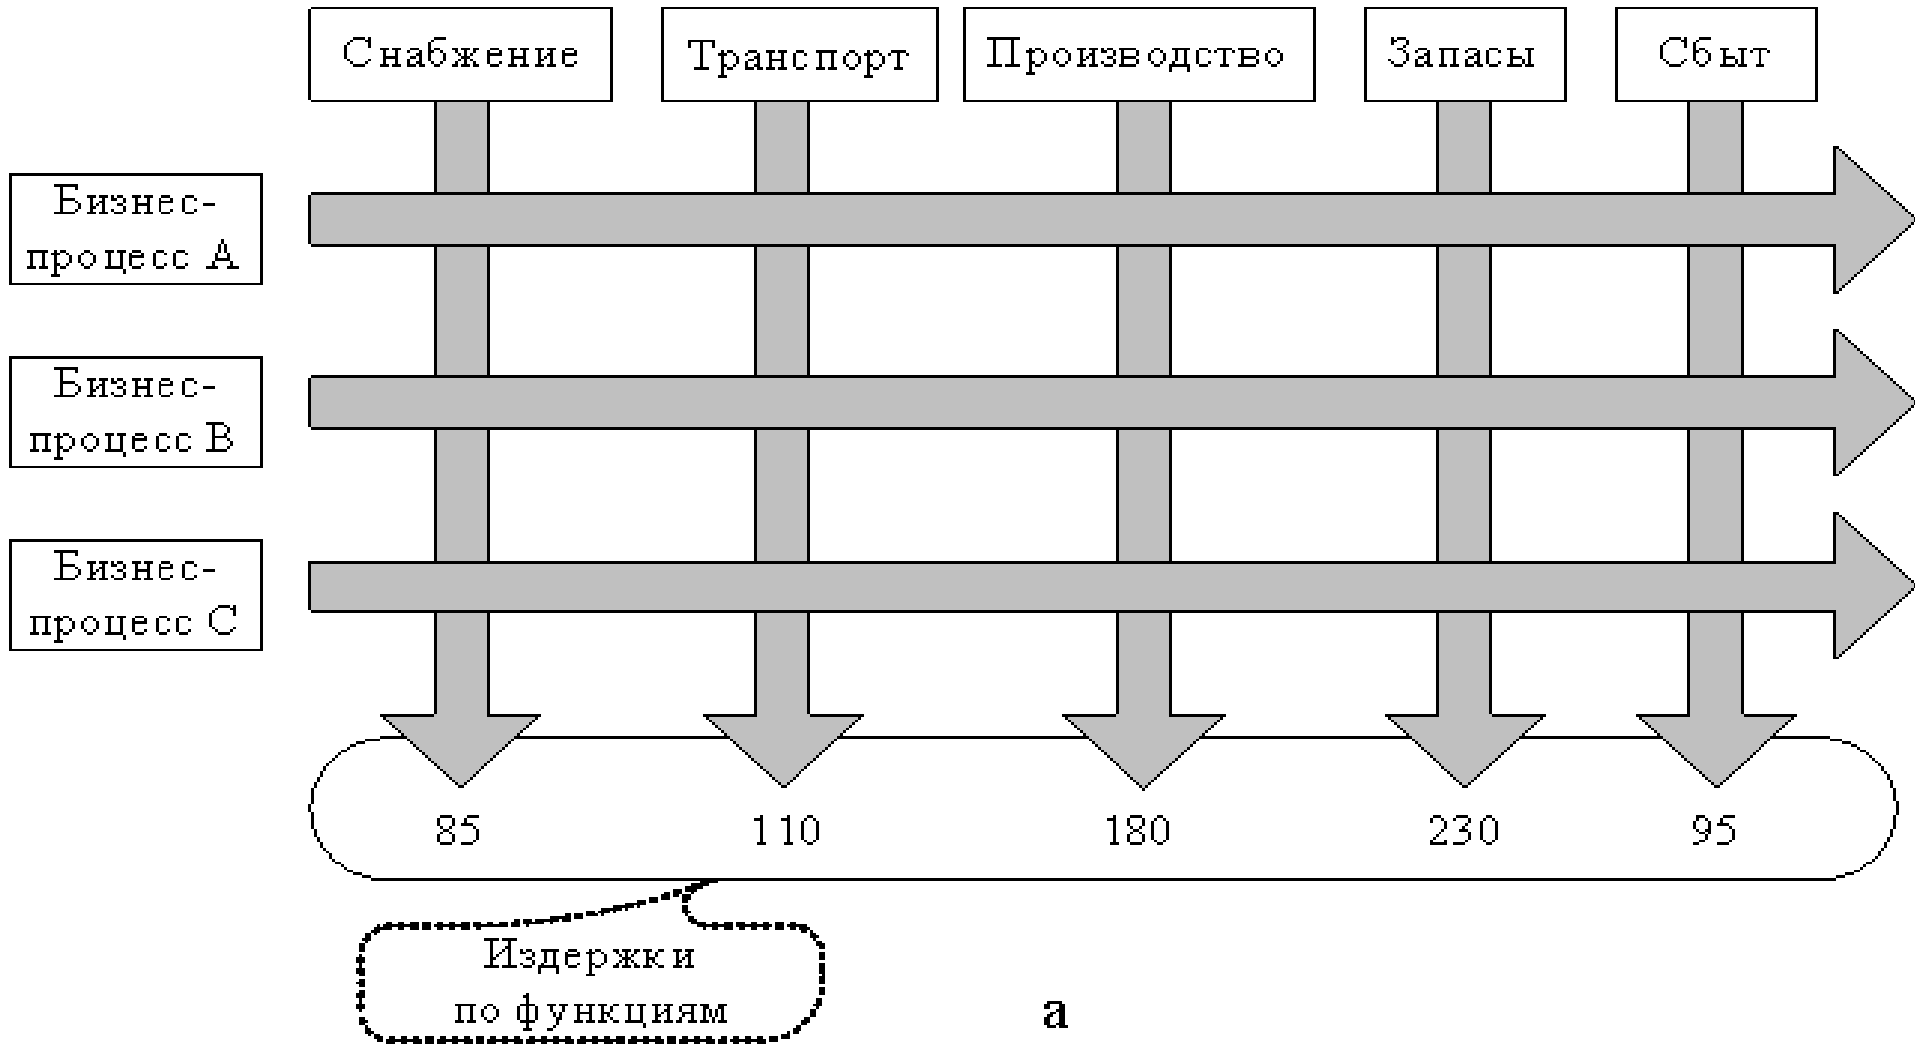 Снабжение
Транспорт
Производство
Запасы
Сбыт
Бизнес-
процесс A
Бизнес-
процесс B
Бизнес-
процесс C
85
110
180
230
95
Издержки
по функциям
а